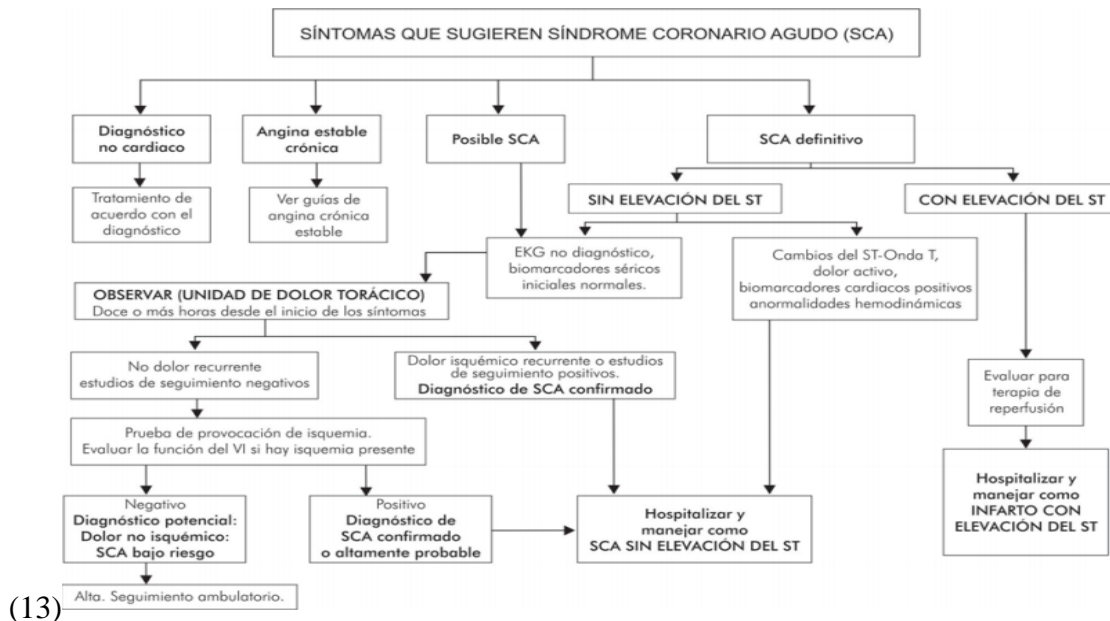 SÍNTOMAS QUE SUGIEREN SÍNDROME CORONARIO AGUDO (SCA)
Diagnóstico
no cardiaco
Angina estable
crónica
Posible SCA
SCA definitivo
Tratamiento de
acuerdo con el
diagnóstico
Ver guías de
angina crónica
estable
SIN ELEVACIÓN DEL ST
CON ELEVACIÓN DEL ST
EKG no diagnóstico,
biomarcadores séricos
iniciales normales.
Cambios del ST-Onda T,
dolor activo,
biomarcadores cardiacos positivos
anormalidades hemodinámicas
OBSERVAR (UNIDAD DE DOLOR TORÁCICO)
Doce o más horas desde el inicio de los síntomas
No dolor recurrente
estudios de seguimiento negativos
Dolor isquémico recurrente o estudios
de seguimiento positivos.
Diagnóstico de SCA confirmado
Evaluar para
terapia de
reperfusión
Prueba de provocación de isquemia.
Evaluar la función del VI si hay isquemia presente
Negativo
Diagnóstico potencial:
Dolor no isquémico:
SCA bajo riesgo
Positivo
Diagnóstico de
SCA confirmado
o altamente probable
Hospitalizar y
manejar como
SCA SIN ELEVACIÓN DEL ST
Hospitalizar y
manejar como
INFARTO CON
ELEVACIÓN DEL ST
Alta. Seguimiento ambulatorio.
(13)